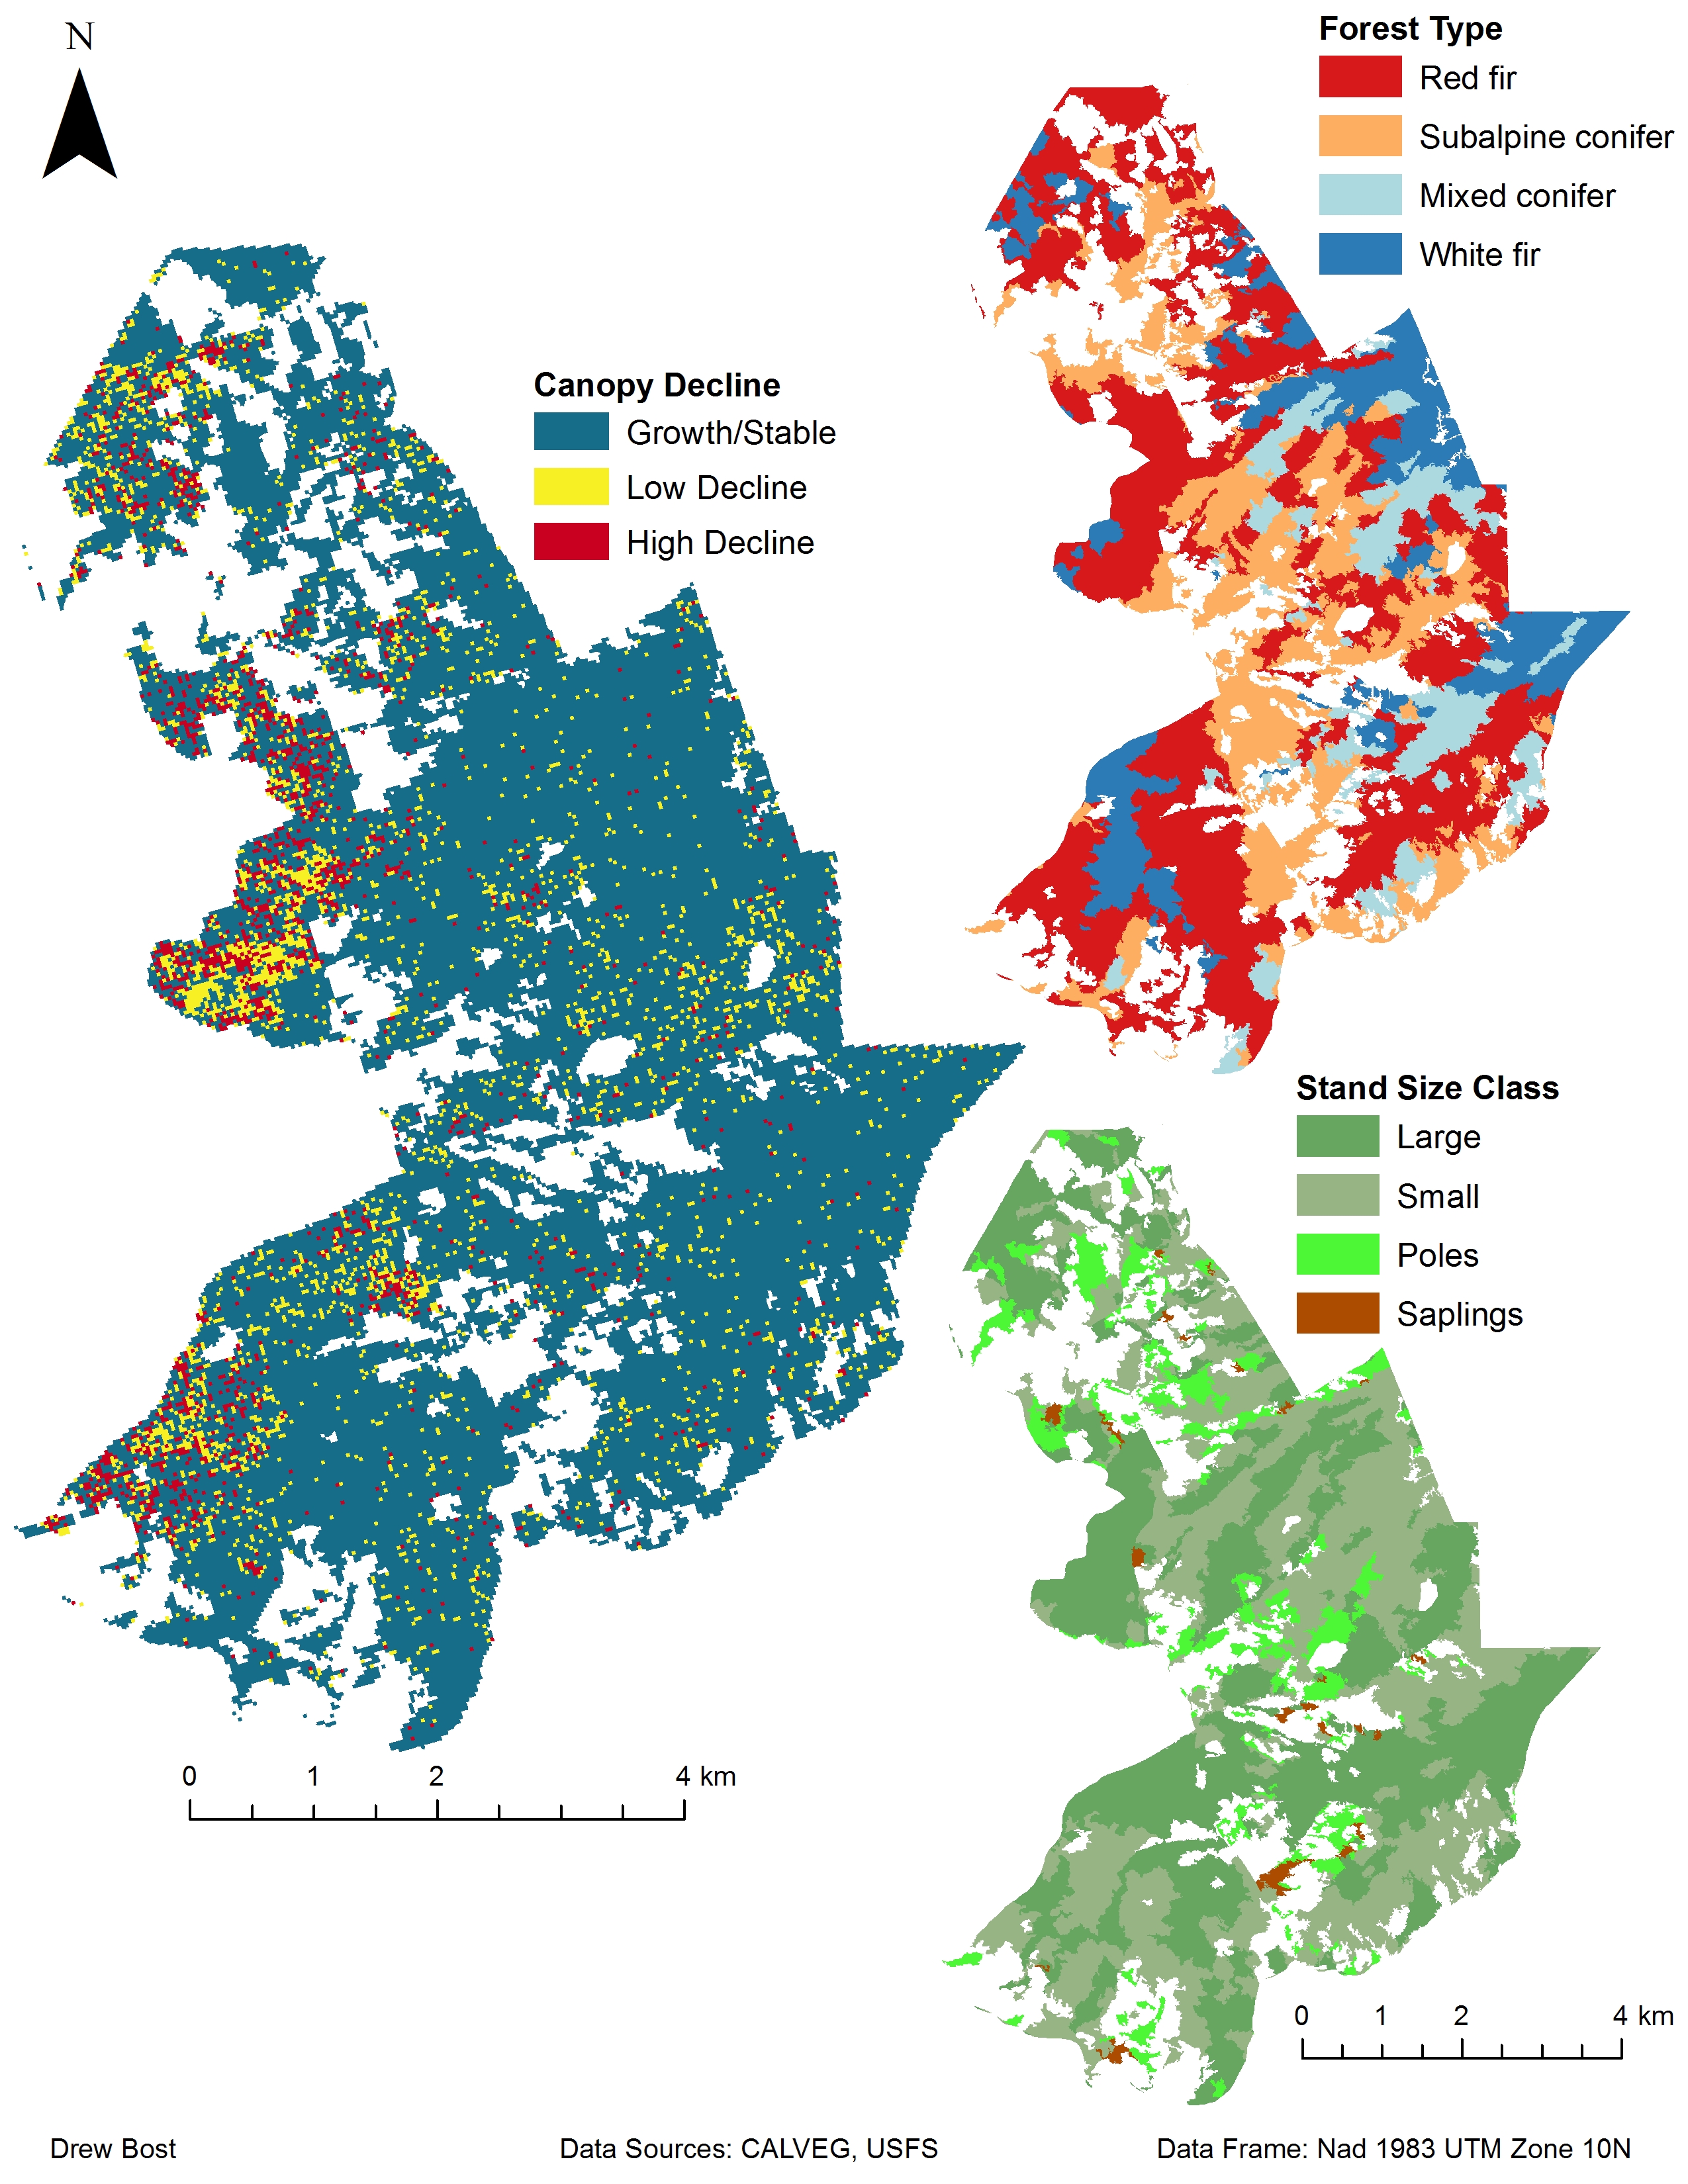 N
Forest Type
Red fir
Subalpine conifer
Mixed conifer
White fir
Canopy Decline
Growth/Stable
Low Decline
High Decline
Stand Size Class
Large
Small
Poles
Saplings
0 1 2 4 km
0 1 2 4 km
Drew Bost Data Sources: CALVEG, USFS Data Frame: Nad 1983 UTM Zone 10N